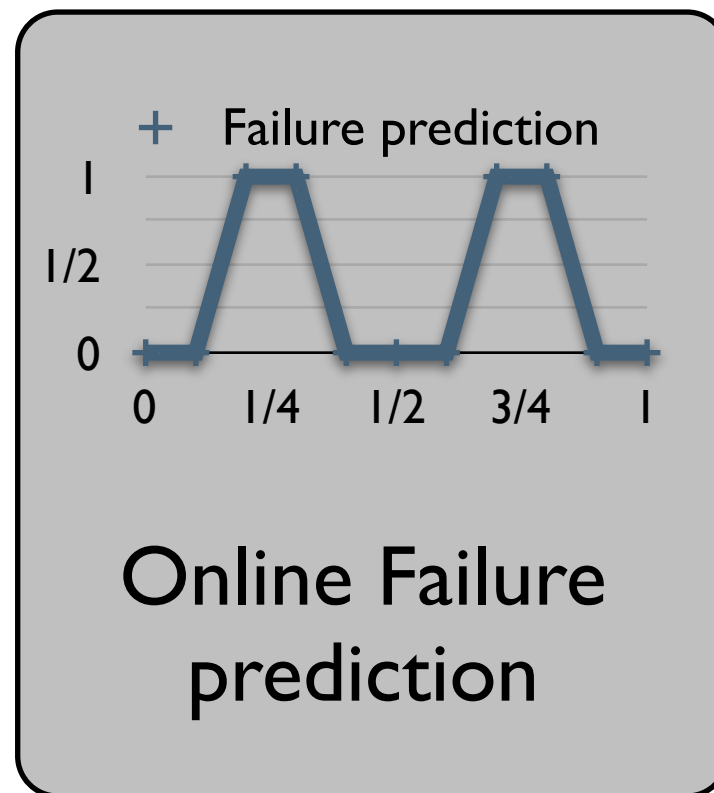 + Failure prediction
1
1/2
0
0 1/4 1/2 3/4 1
Online Failure
prediction